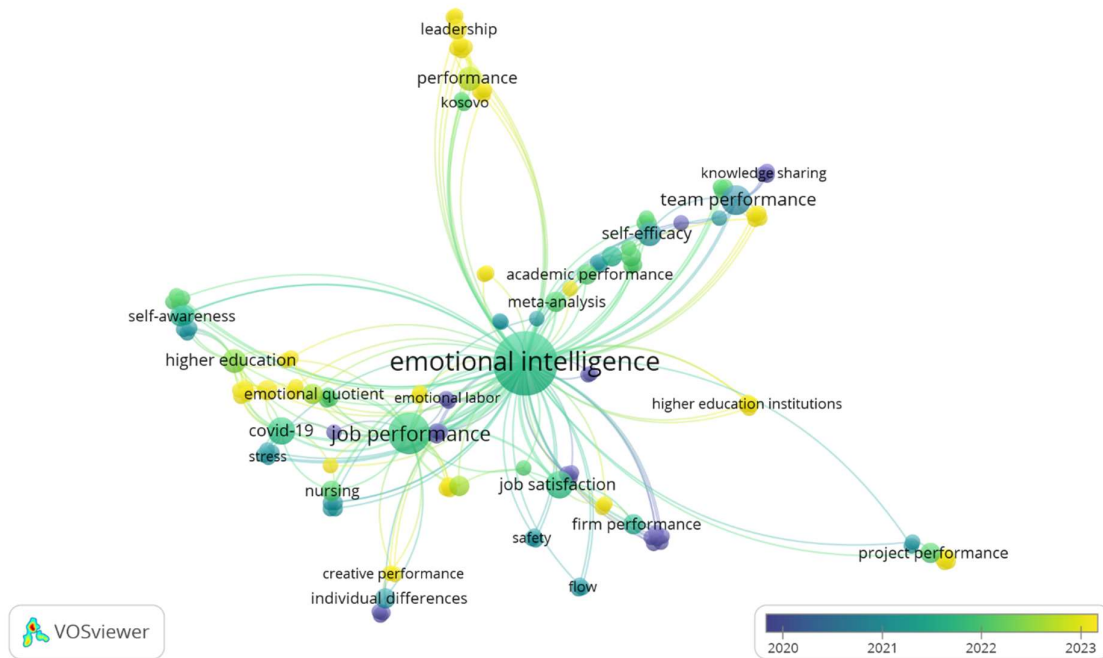 leadership
performance
kosovo
knowledge sharing
team performance
self-efficacy
academic performance
meta-analysis
self-awareness
emotional intelligence
higher education
emotional quotient
emotional labor
higher education institutions
covid-19
job performance
stress
job satisfaction
nursing
firm performance
safety
project performance
creative performance
flow
individual differences
VOSviewer
2020
2021
2022
2023